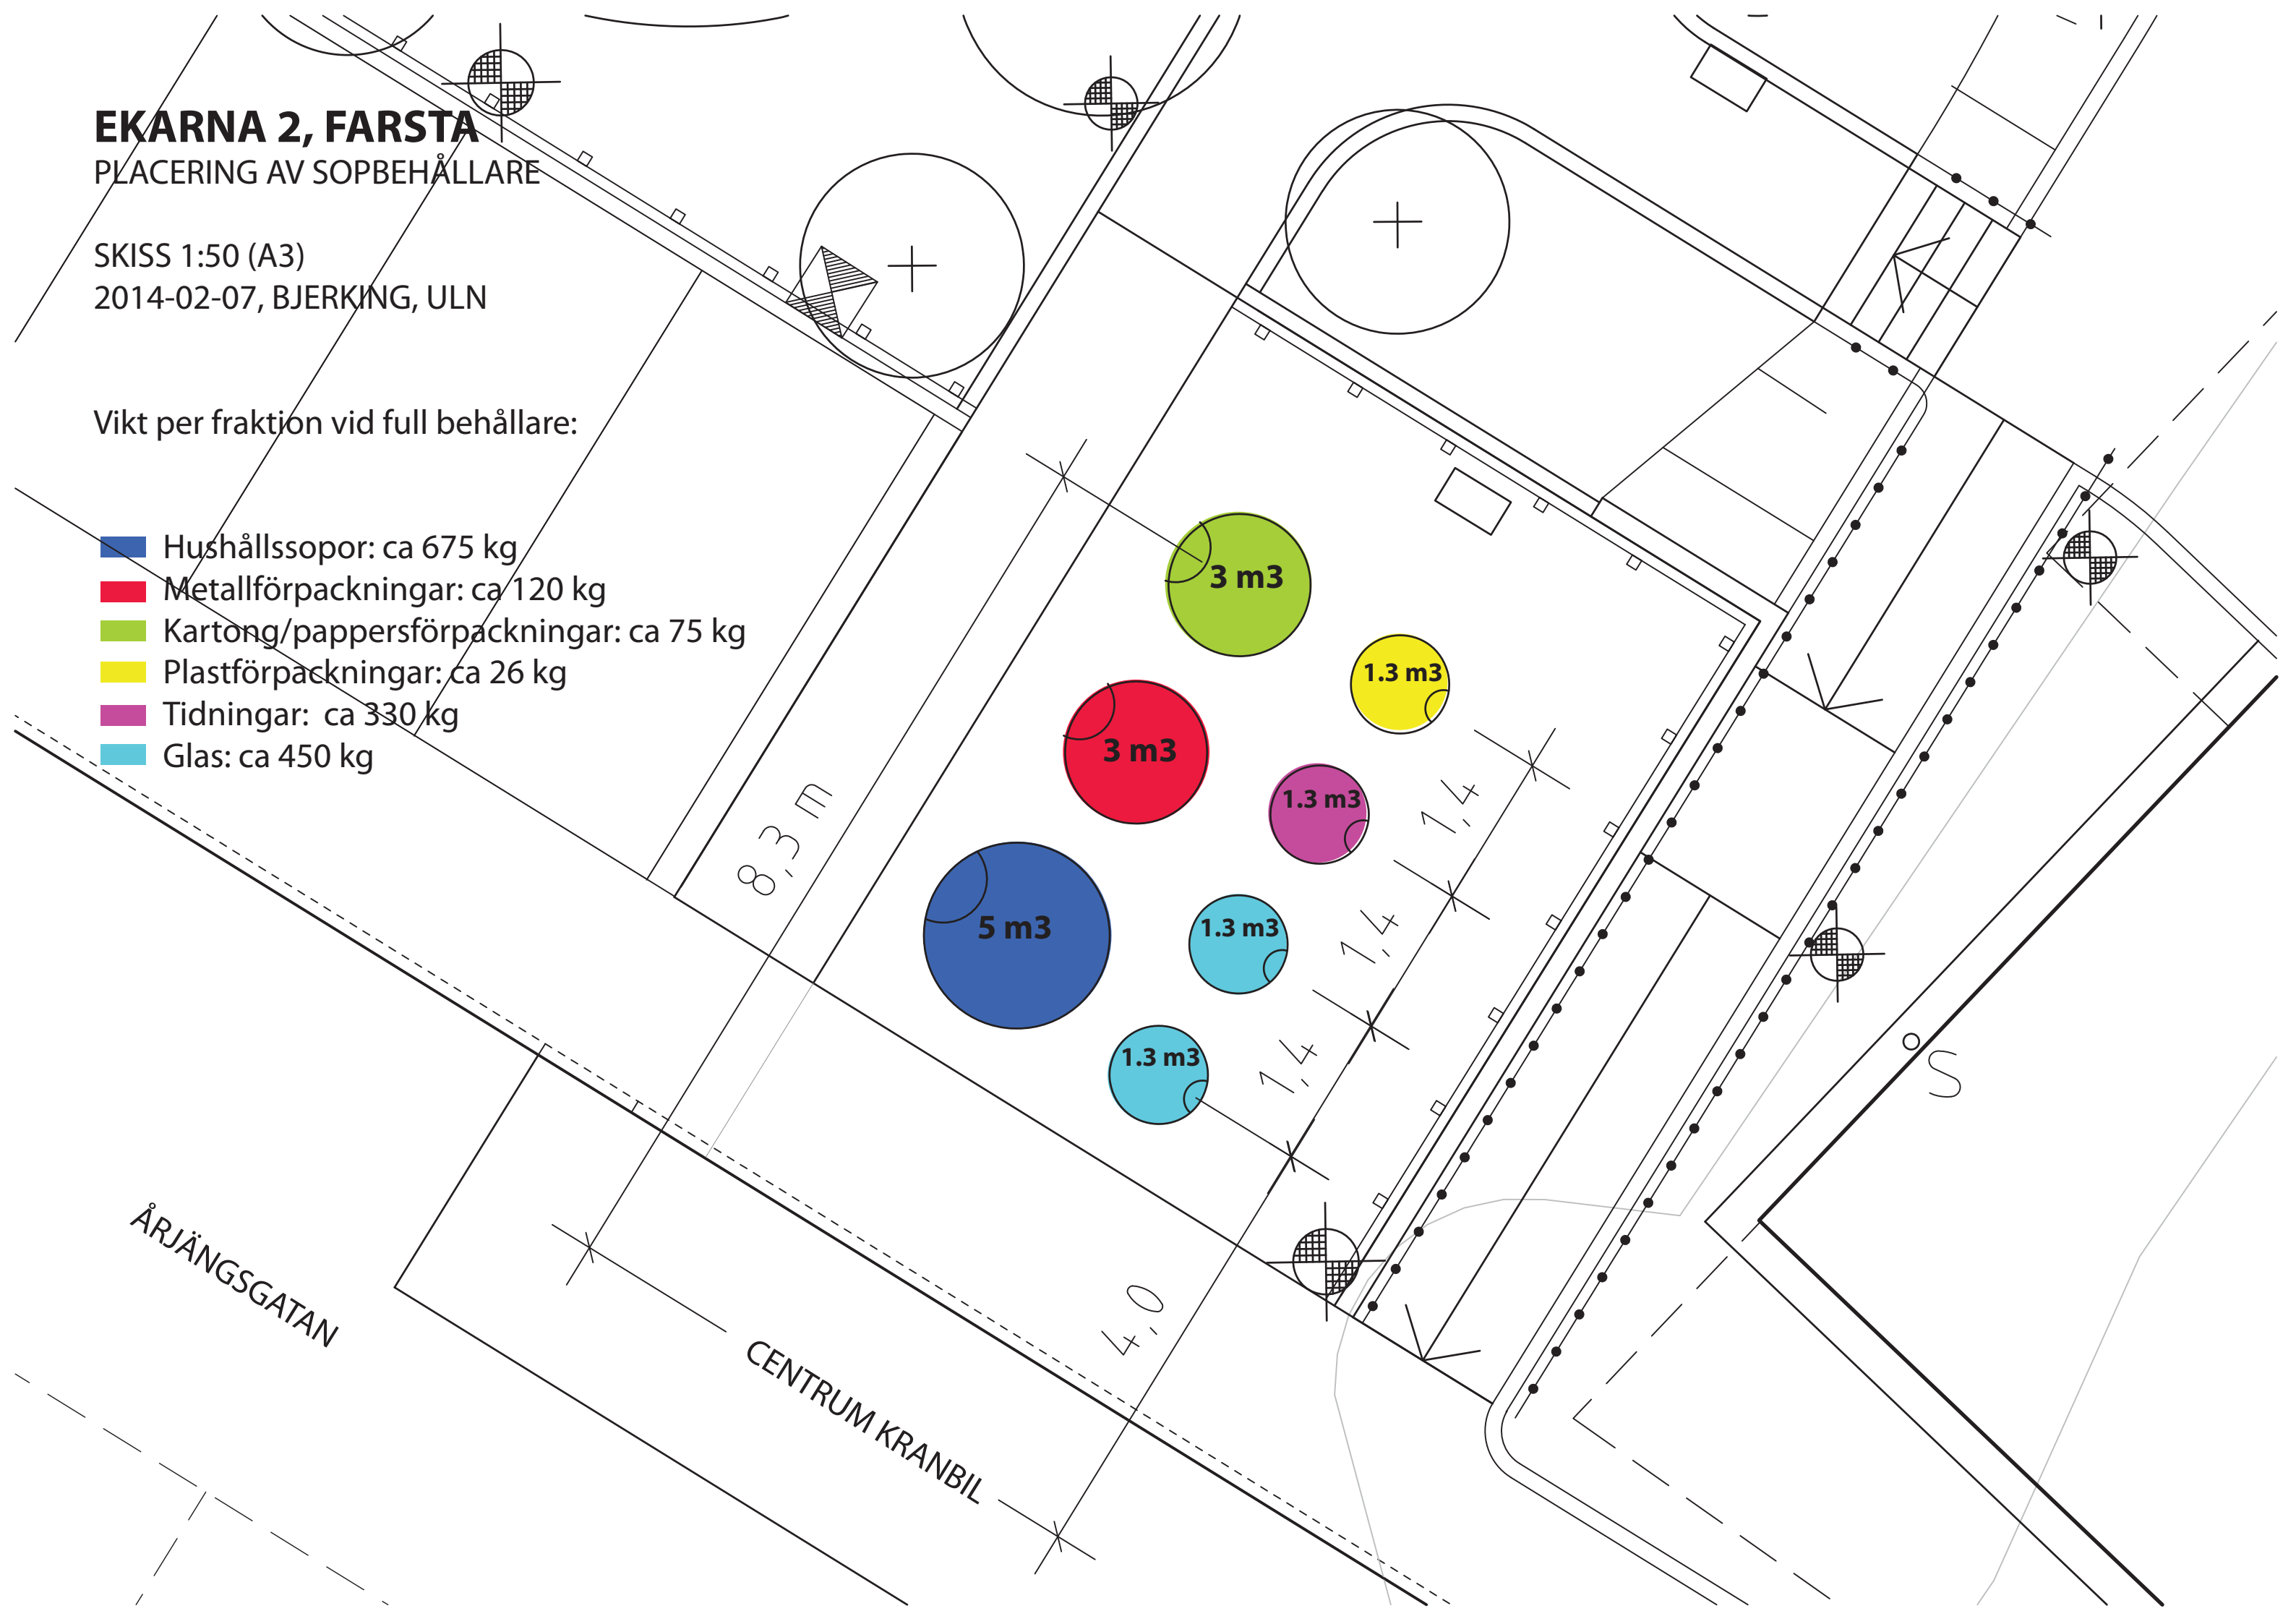 EKARNA 2, FARSTA
PLACERING AV SOPBEHÅLLARE
SKISS 1:50 (A3)
2014-02-07, BJERKING, ULN
Vikt per fraktion vid full behållare:
Hushållssopor: ca 675 kg
Metallförpackningar: ca 120 kg
Kartong/pappersförpackningar: ca 75 kg
Plastförpackningar: ca 26 kg
Tidningar: ca 330 kg
Glas: ca 450 kg
3 m3
1.3 m3
3 m3
1.3 m3
5 m3
1.3 m3
1.3 m3
8,3 m
1,4
1,4
1,4
4,0
S
ÅRJÄNGSGATAN
CENTRUM KRANBIL